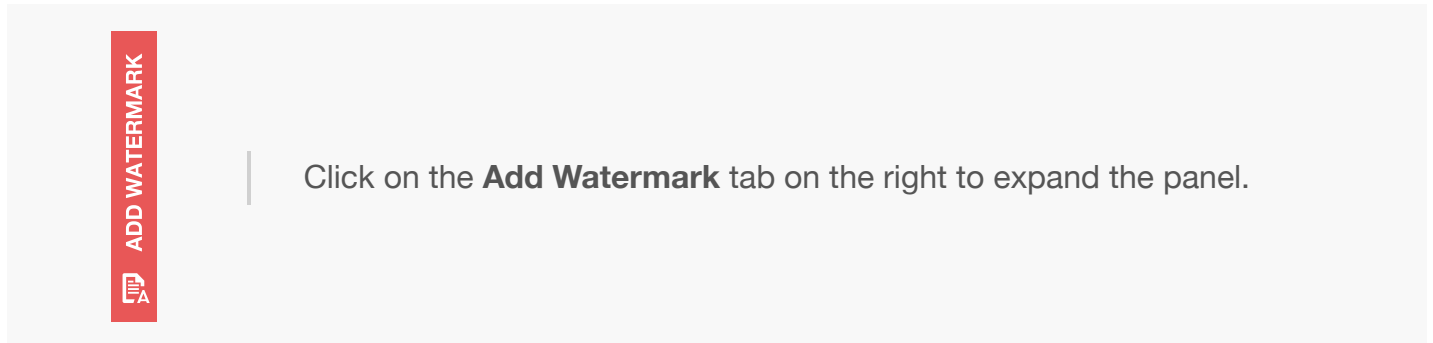 ADD WATERMARK
Click on the Add Watermark tab on the right to expand the panel.